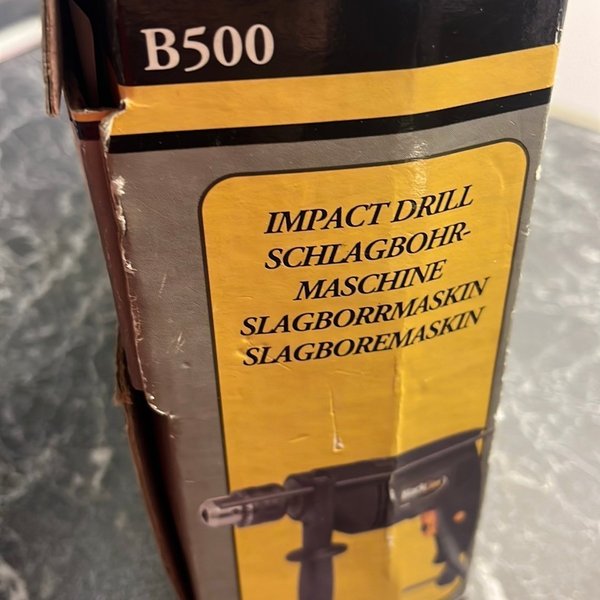 B500
IMPACT DRILL
SCHLAGBOHR-
MASCHINE
SLAGBORRMASKIN
SLAGBOREMASKIN